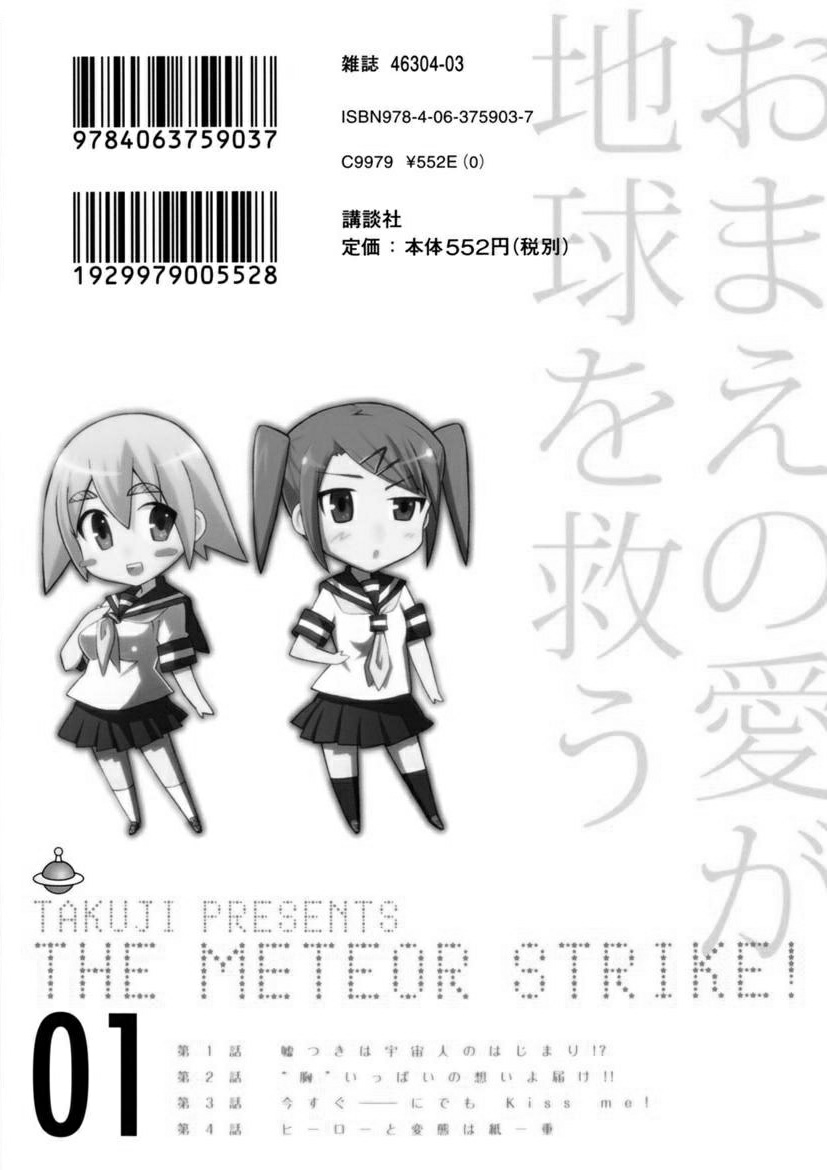 9784063759037
1929979005528
雑誌 46304-03
ISBN978-4-06-375903-7
C9979 ¥552E(0)
講談社
定価：本体552円(税別)
おまえの愛が
地球を救う
TAKUJI PRESENTS
THE METEOR STRIKE!
01
第1話 嘘つきは宇宙人のはじまり!?
第2話 “胸”いっぱいの想いよ届け!!
第3話 今すぐ――にでも Kiss me!
第4話 ヒーローと変態は紙一重